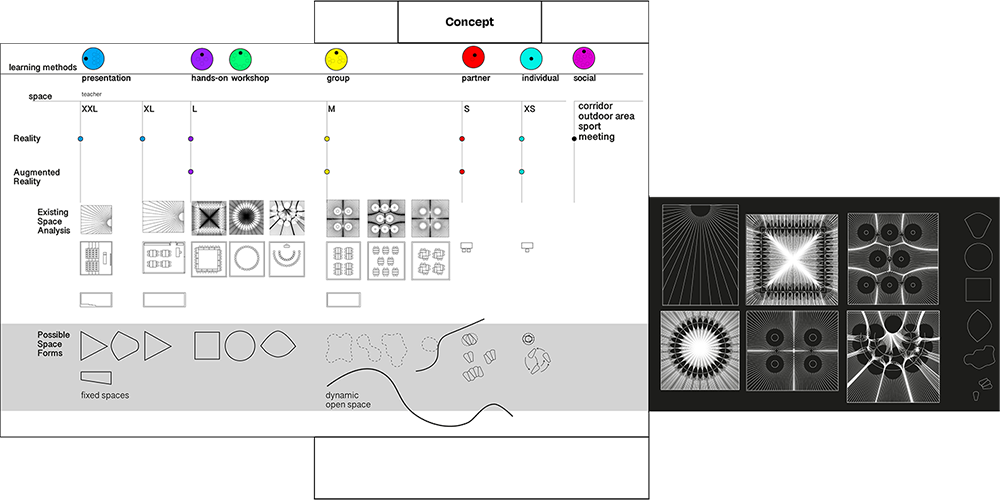 Concept
learning methods
presentation
hands-on workshop
group
partner
individual
social
space
teacher
XXL
XL
L
M
S
XS
corridor
outdoor area
sport
meeting
Reality
Augmented
Reality
Existing
Space
Analysis
Possible
Space
Forms
fixed spaces
dynamic
open space